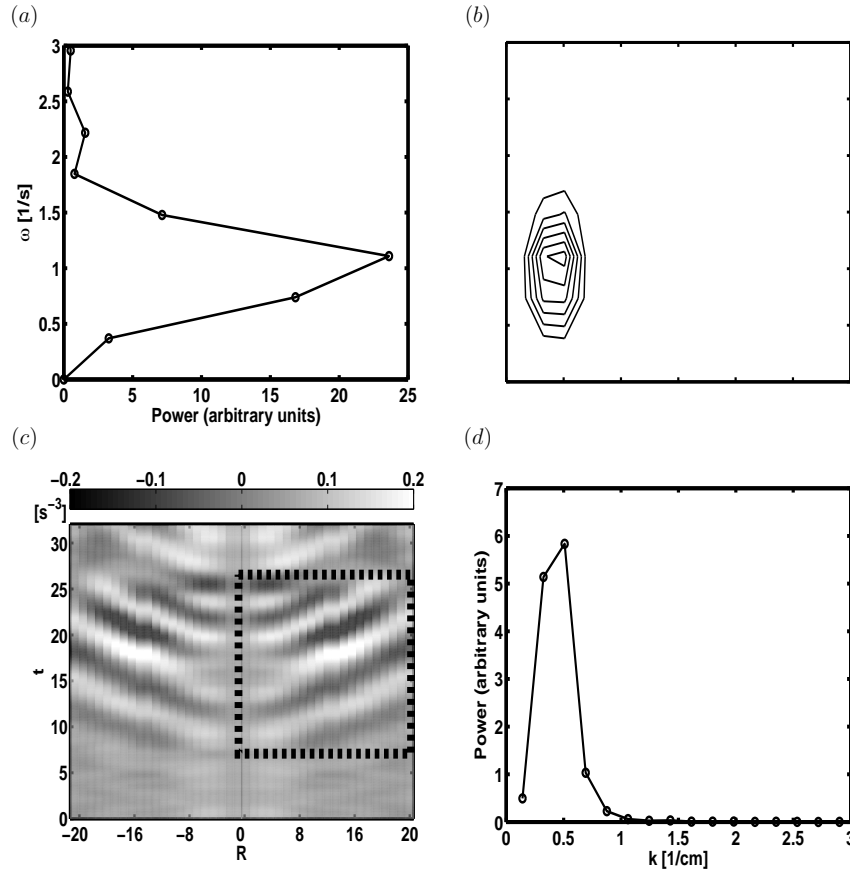 (a)
3
2.5
2
1.5
1
0.5
0
ω [1/s]
0 5 10 15 20 25
Power (arbitrary units)
(b)
(c)
−0.2 −0.1 0 0.1 0.2
[s⁻³]
30
25
20
15
10
5
0
t
−20 −16 −8 0 8 16 20
R
(d)
7
6
5
4
3
2
1
0
Power (arbitrary units)
0 0.5 1 1.5 2 2.5 3
k [1/cm]